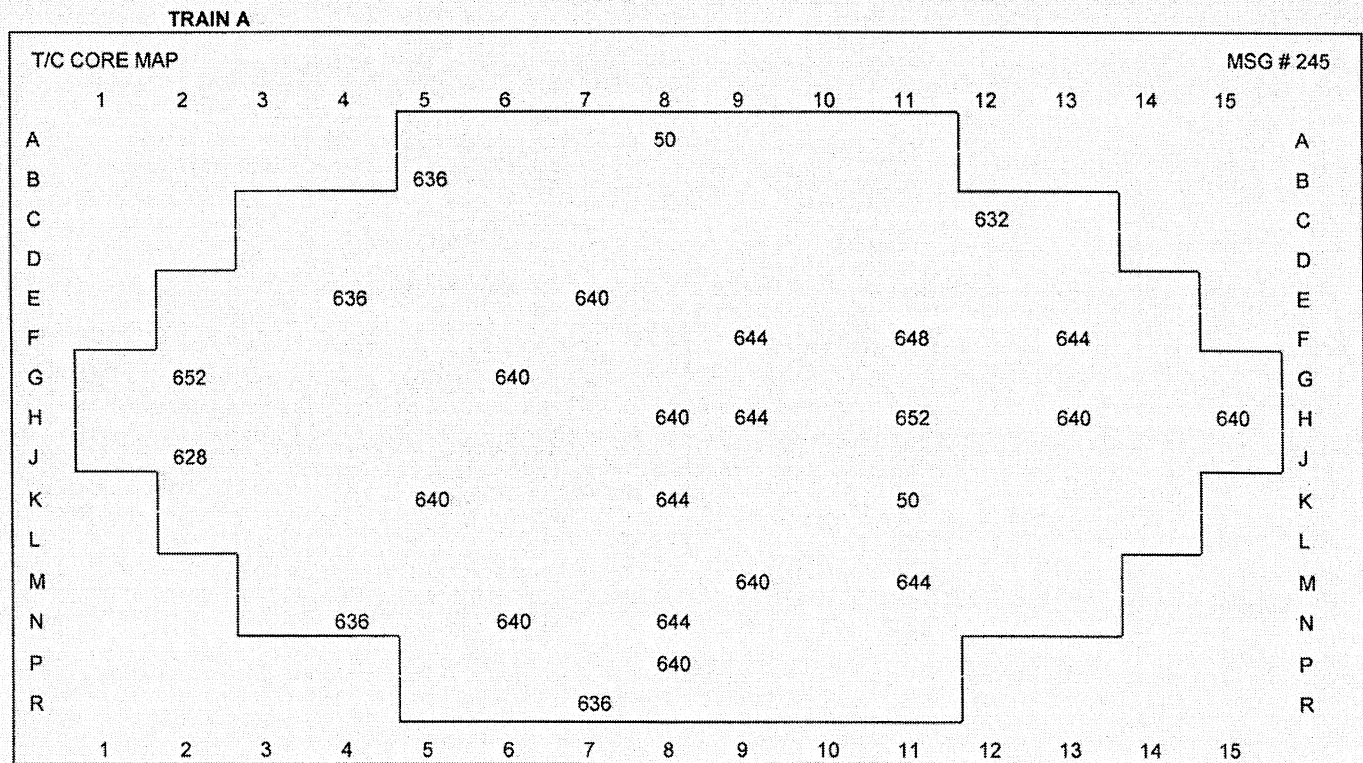 TRAIN A
T/C CORE MAP MSG # 245
1 2 3 4 5 6 7 8 9 10 11 12 13 14 15
A 50 A
B 636 B
C 632 C
D D
E 636 640 E
F 644 648 644 F
G 652 640 G
H 640 644 652 640 640 H
J 628 J
K 640 644 50 K
L L
M 640 644 M
N 636 640 644 N
P 640 P
R 636 R
1 2 3 4 5 6 7 8 9 10 11 12 13 14 15